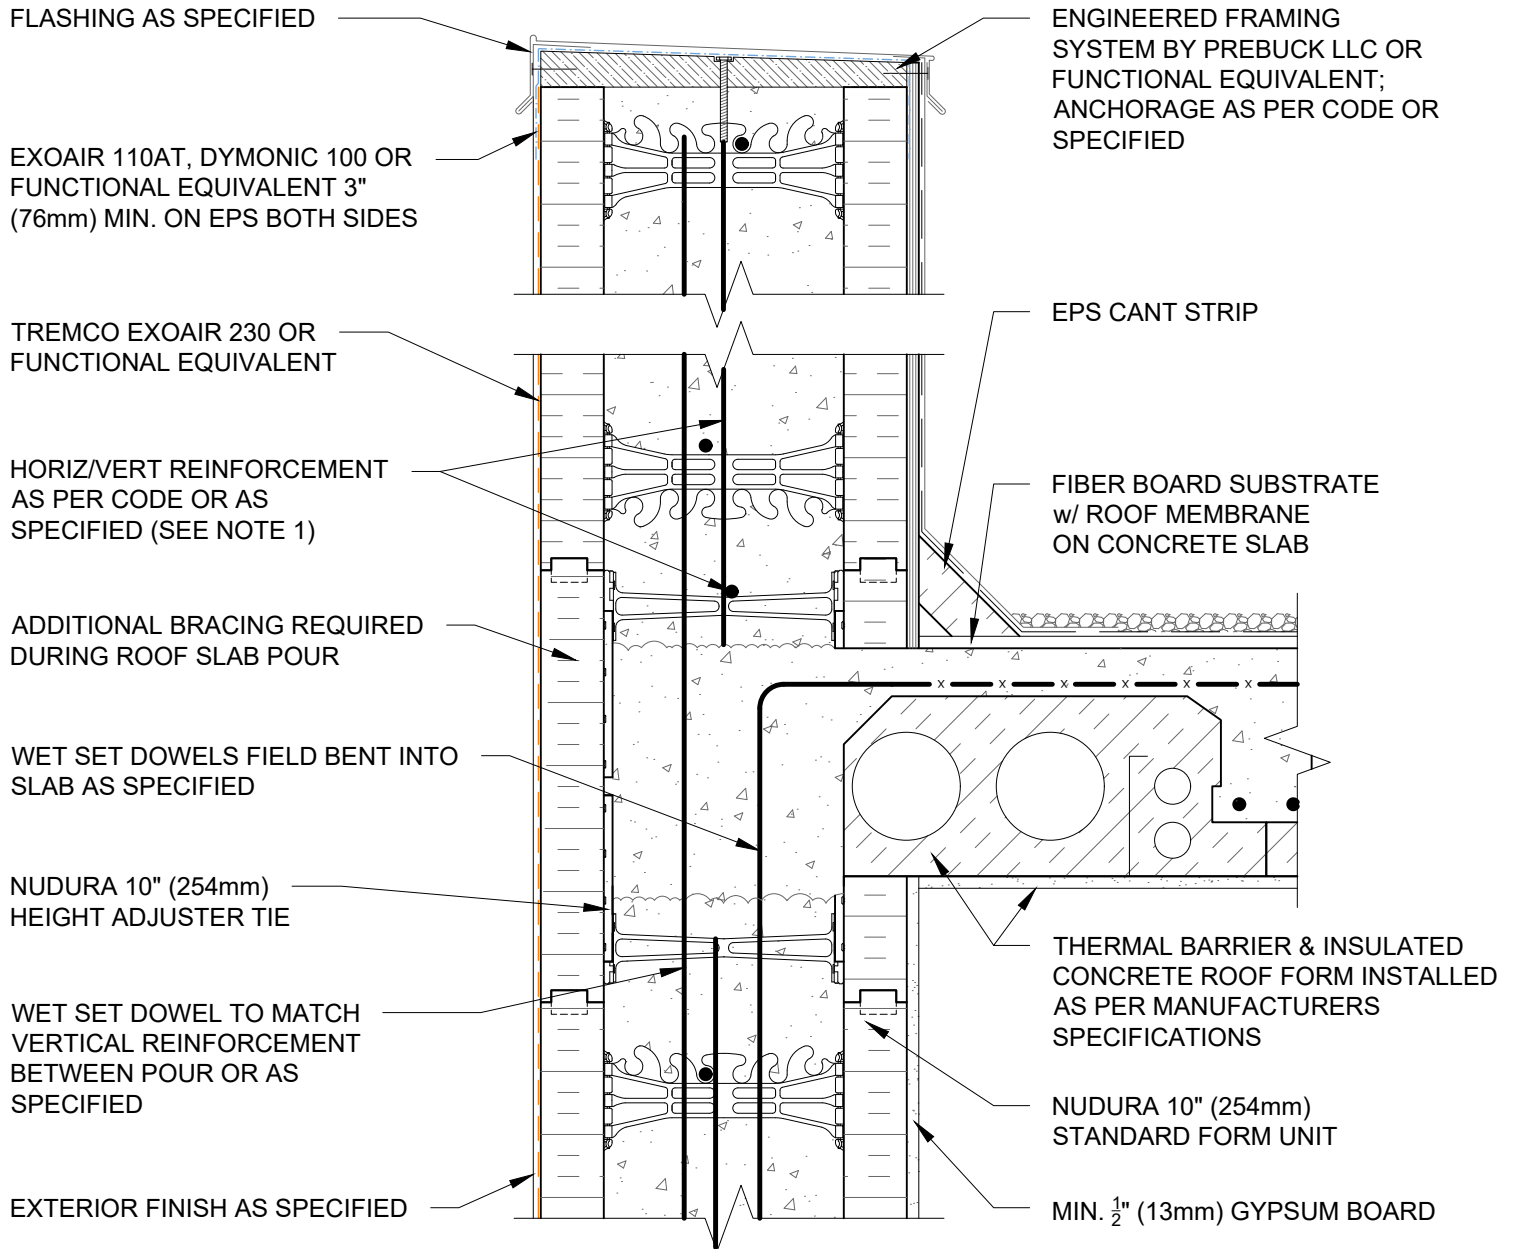 FLASHING AS SPECIFIED
EXOAIR 110AT, DYMONIC 100 OR
FUNCTIONAL EQUIVALENT 3"
(76mm) MIN. ON EPS BOTH SIDES
TREMCO EXOAIR 230 OR
FUNCTIONAL EQUIVALENT
HORIZ/VERT REINFORCEMENT
AS PER CODE OR AS
SPECIFIED (SEE NOTE 1)
ADDITIONAL BRACING REQUIRED
DURING ROOF SLAB POUR
WET SET DOWELS FIELD BENT INTO
SLAB AS SPECIFIED
NUDURA 10" (254mm)
HEIGHT ADJUSTER TIE
WET SET DOWEL TO MATCH
VERTICAL REINFORCEMENT
BETWEEN POUR OR AS
SPECIFIED
EXTERIOR FINISH AS SPECIFIED
ENGINEERED FRAMING
SYSTEM BY PREBUCK LLC OR
FUNCTIONAL EQUIVALENT;
ANCHORAGE AS PER CODE OR
SPECIFIED
EPS CANT STRIP
FIBER BOARD SUBSTRATE
w/ ROOF MEMBRANE
ON CONCRETE SLAB
x x x x x x
THERMAL BARRIER & INSULATED
CONCRETE ROOF FORM INSTALLED
AS PER MANUFACTURERS
SPECIFICATIONS
NUDURA 10" (254mm)
STANDARD FORM UNIT
MIN. 1/2" (13mm) GYPSUM BOARD